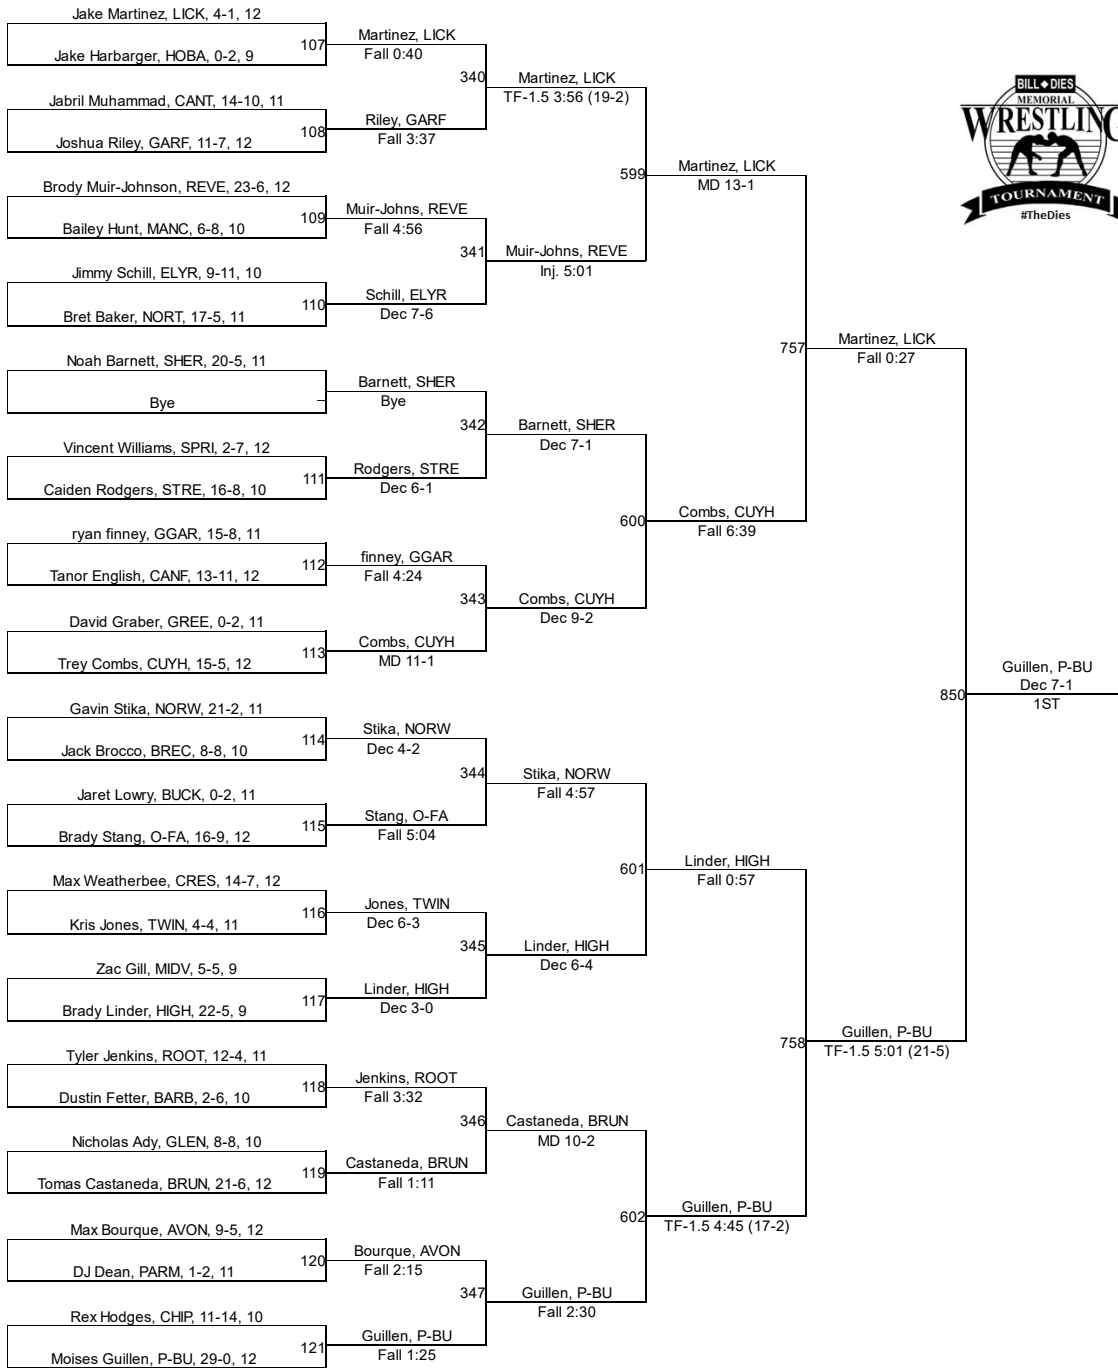 Jake Martinez, LICK, 4-1, 12
107
Jake Harbarger, HOBA, 0-2, 9
Martinez, LICK
Fall 0:40
340
Martinez, LICK
TF-1.5 3:56 (19-2)
Jabril Muhammad, CANT, 14-10, 11
108
Joshua Riley, GARF, 11-7, 12
Riley, GARF
Fall 3:37
599
Martinez, LICK
MD 13-1
Brody Muir-Johnson, REVE, 23-6, 12
109
Bailey Hunt, MANC, 6-8, 10
Muir-Johns, REVE
Fall 4:56
341
Muir-Johns, REVE
Inj. 5:01
Jimmy Schill, ELYR, 9-11, 10
110
Bret Baker, NORT, 17-5, 11
Schill, ELYR
Dec 7-6
757
Martinez, LICK
Fall 0:27
Noah Barnett, SHER, 20-5, 11
Bye
Barnett, SHER
Bye
342
Barnett, SHER
Dec 7-1
Vincent Williams, SPRI, 2-7, 12
111
Caiden Rodgers, STRE, 16-8, 10
Rodgers, STRE
Dec 6-1
600
Combs, CUYH
Fall 6:39
ryan finney, GGAR, 15-8, 11
112
Tanor English, CANF, 13-11, 12
finney, GGAR
Fall 4:24
343
Combs, CUYH
Dec 9-2
David Graber, GREE, 0-2, 11
113
Trey Combs, CUYH, 15-5, 12
Combs, CUYH
MD 11-1
850
Guillen, P-BU
Dec 7-1
1ST
Gavin Stika, NORW, 21-2, 11
114
Jack Brocco, BREC, 8-8, 10
Stika, NORW
Dec 4-2
344
Stika, NORW
Fall 4:57
Jaret Lowry, BUCK, 0-2, 11
115
Brady Stang, O-FA, 16-9, 12
Stang, O-FA
Fall 5:04
601
Linder, HIGH
Fall 0:57
Max Weatherbee, CRES, 14-7, 12
116
Kris Jones, TWIN, 4-4, 11
Jones, TWIN
Dec 6-3
345
Linder, HIGH
Dec 6-4
Zac Gill, MIDV, 5-5, 9
117
Brady Linder, HIGH, 22-5, 9
Linder, HIGH
Dec 3-0
758
Guillen, P-BU
TF-1.5 5:01 (21-5)
Tyler Jenkins, ROOT, 12-4, 11
118
Dustin Fetter, BARB, 2-6, 10
Jenkins, ROOT
Fall 3:32
346
Castaneda, BRUN
MD 10-2
Nicholas Ady, GLEN, 8-8, 10
119
Tomas Castaneda, BRUN, 21-6, 12
Castaneda, BRUN
Fall 1:11
602
Guillen, P-BU
TF-1.5 4:45 (17-2)
Max Bourque, AVON, 9-5, 12
120
DJ Dean, PARM, 1-2, 11
Bourque, AVON
Fall 2:15
347
Guillen, P-BU
Fall 2:30
Rex Hodges, CHIP, 11-14, 10
121
Moises Guillen, P-BU, 29-0, 12
Guillen, P-BU
Fall 1:25
BILL ◆ DIES
MEMORIAL
WRESTLING
TOURNAMENT
#TheDies